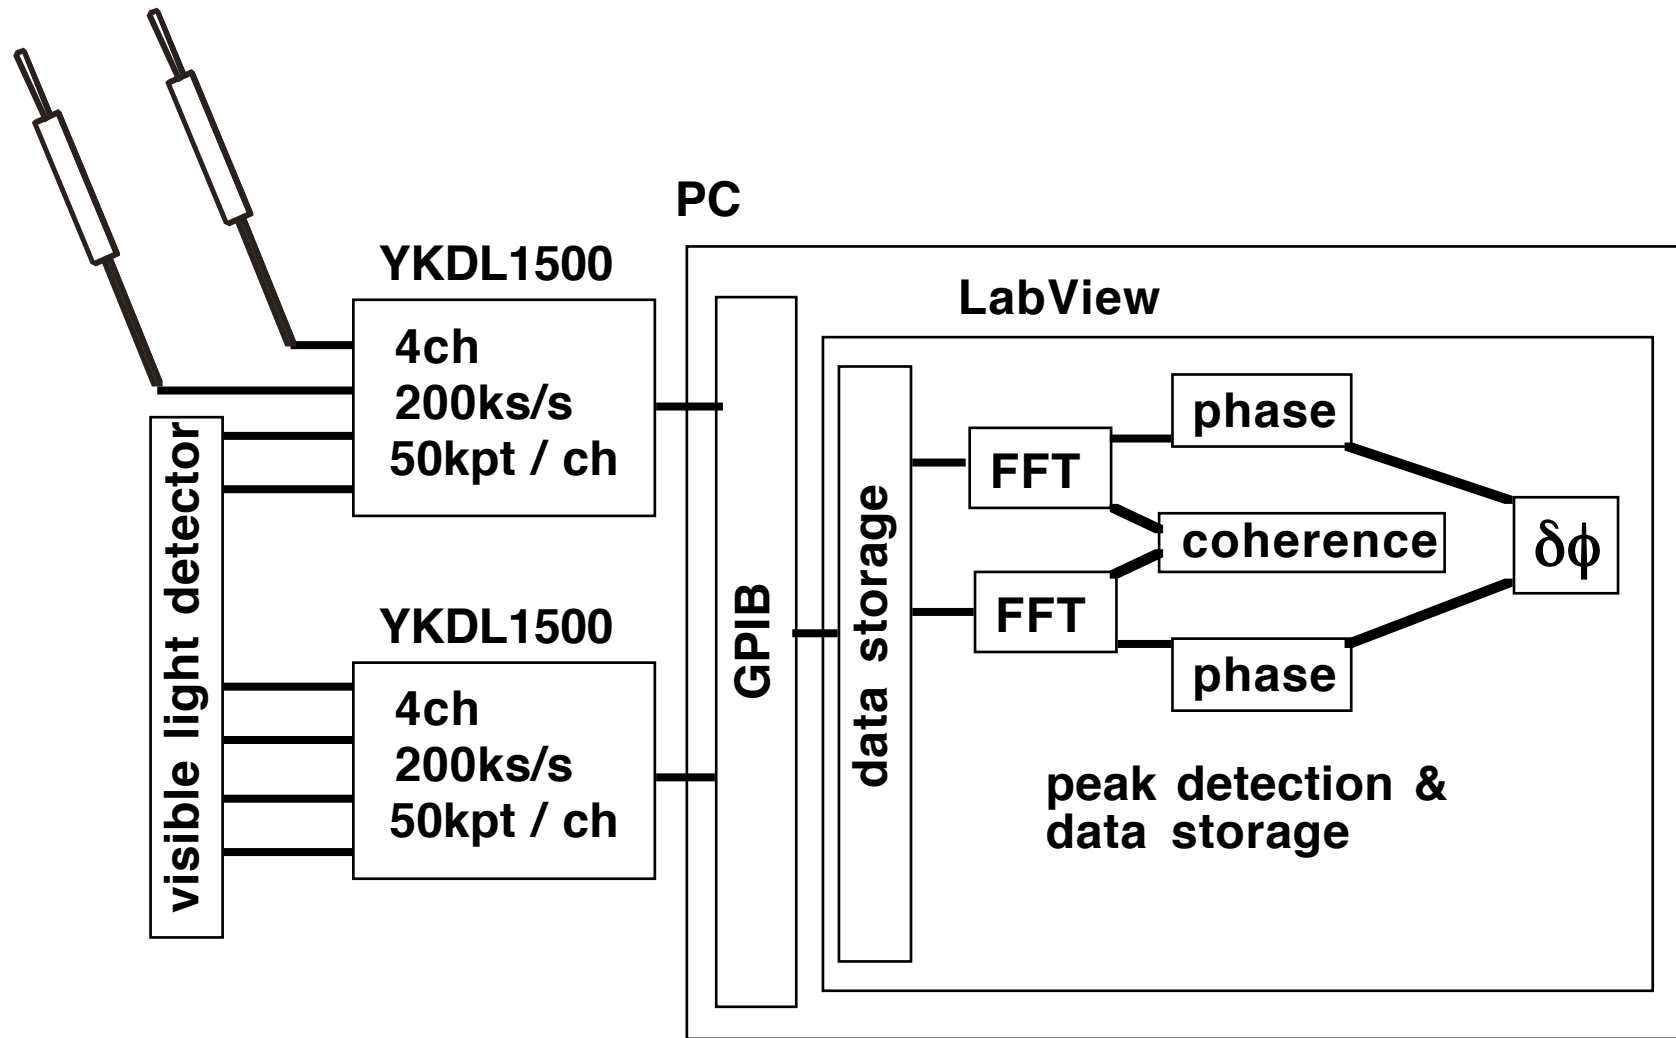 PC
YKDL1500
4ch
200ks/s
50kpt / ch
visible light detector
YKDL1500
4ch
200ks/s
50kpt / ch
GPIB
LabView
data storage
FFT
FFT
phase
coherence
phase
δϕ
peak detection &
data storage